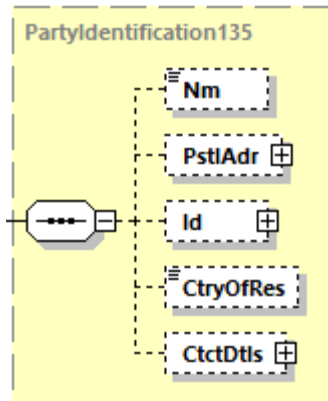 PartyIdentification135
Nm
PstlAdr
Id
CtryOfRes
CtctDtls